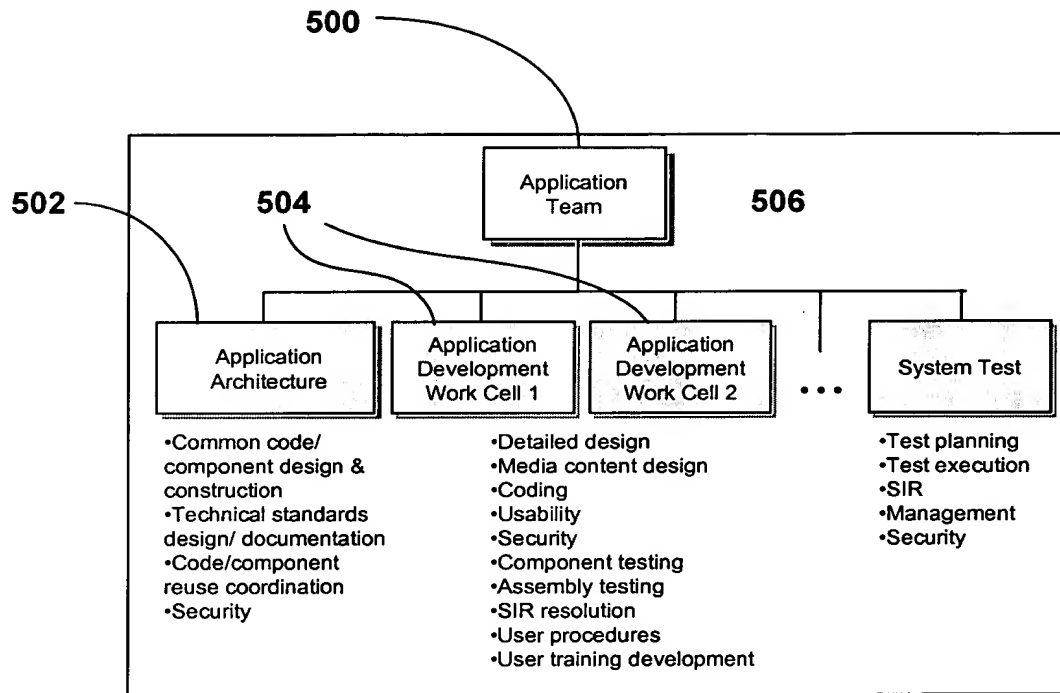 500
Application
Team
502
504
506
Application
Architecture
Application
Development
Work Cell 1
Application
Development
Work Cell 2
...
System Test
•Common code/
component design &
construction
•Technical standards
design/ documentation
•Code/component
reuse coordination
•Security
•Detailed design
•Media content design
•Coding
•Usability
•Security
•Component testing
•Assembly testing
•SIR resolution
•User procedures
•User training development
•Test planning
•Test execution
•SIR
•Management
•Security